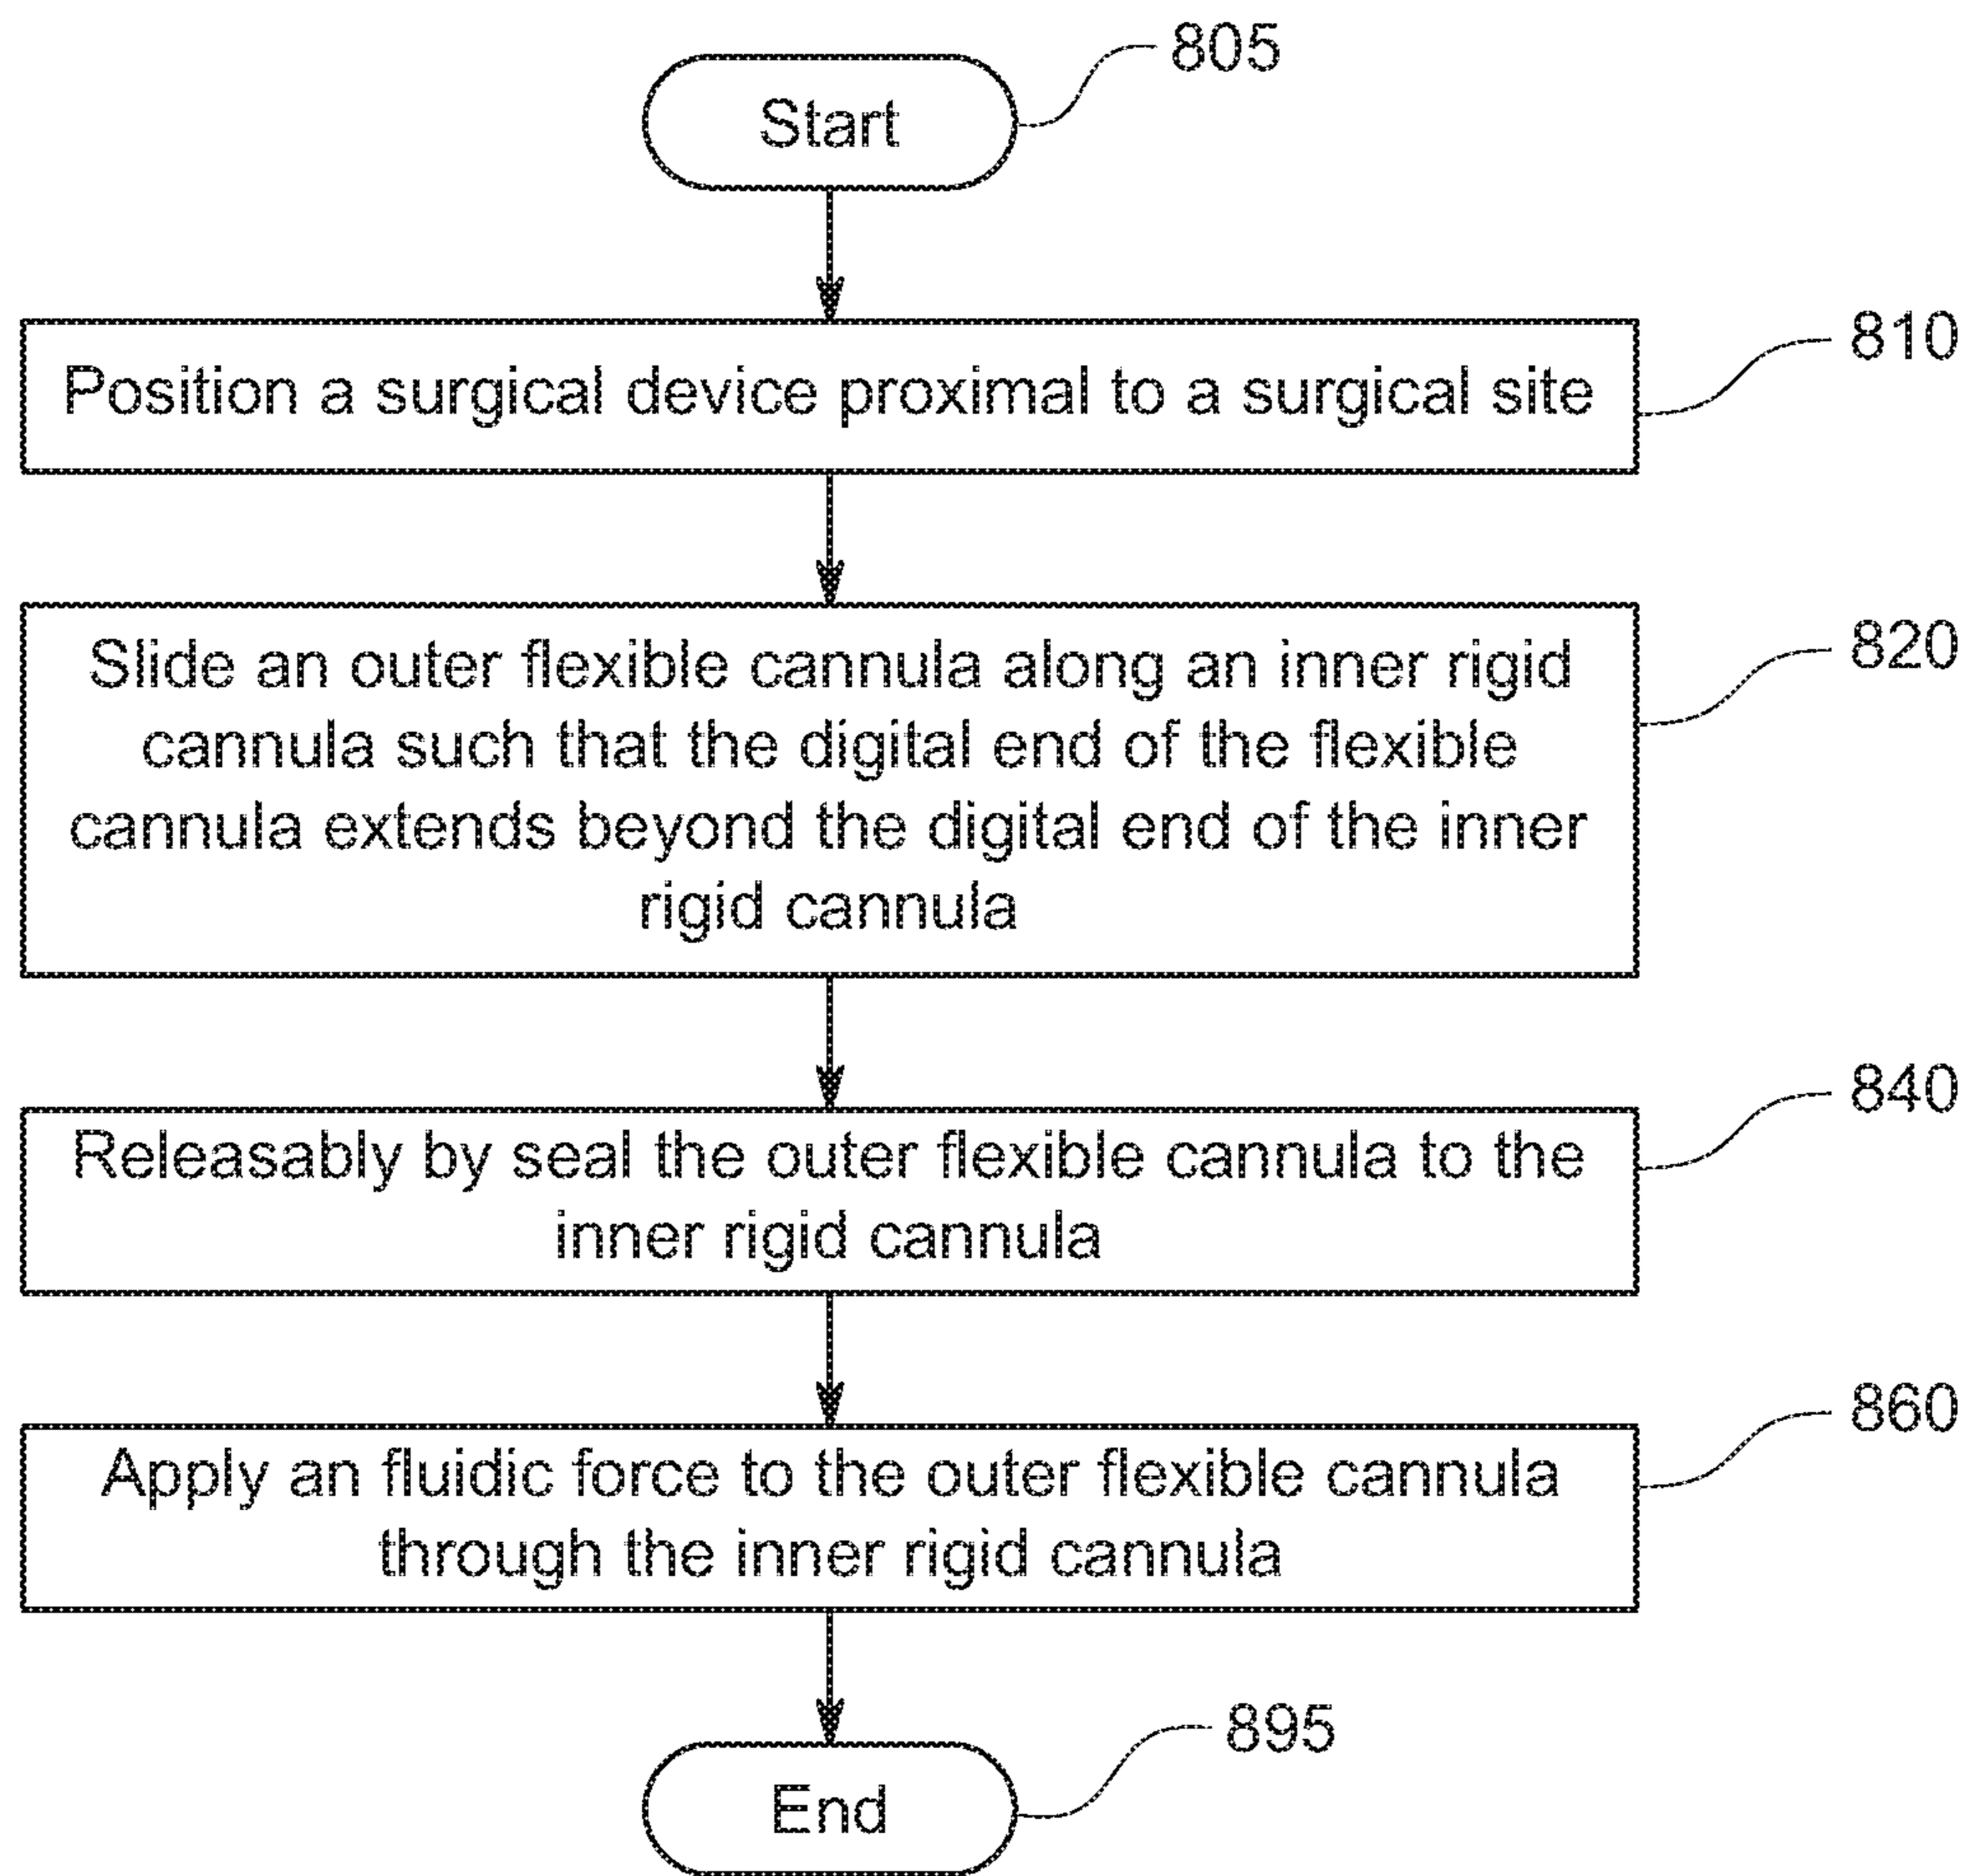 805
Start
810
Position a surgical device proximal to a surgical site
820
Slide an outer flexible cannula along an inner rigid
cannula such that the digital end of the flexible
cannula extends beyond the digital end of the inner
rigid cannula
840
Releasably by seal the outer flexible cannula to the
inner rigid cannula
860
Apply an fluidic force to the outer flexible cannula
through the inner rigid cannula
895
End